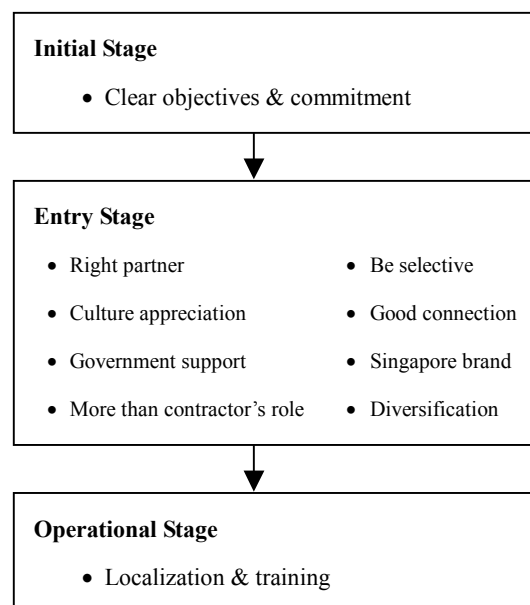 Initial Stage
• Clear objectives & commitment
Entry Stage
• Right partner
• Culture appreciation
• Government support
• More than contractor’s role
• Be selective
• Good connection
• Singapore brand
• Diversification
Operational Stage
• Localization & training